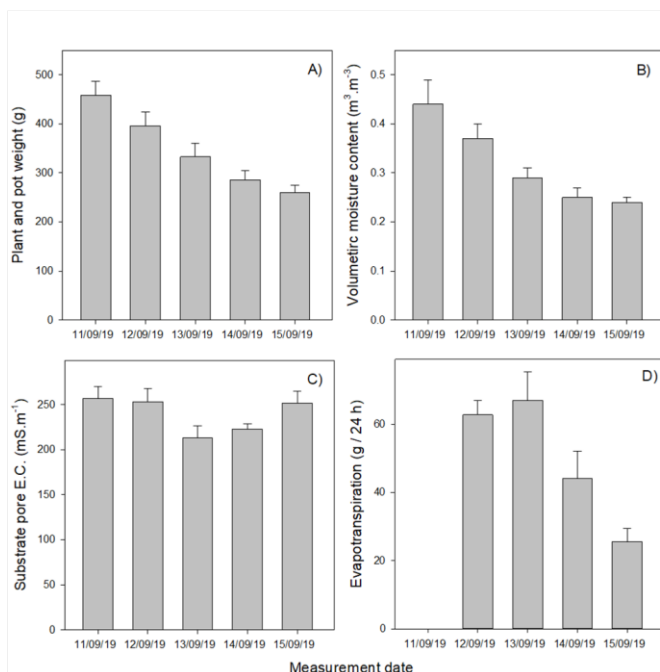 A)
Plant and pot weight (g)
500
400
300
200
100
0
11/09/19 12/09/19 13/09/19 14/09/19 15/09/19
B)
Volumetirc moisture content (m³.m⁻³)
0.5
0.4
0.3
0.2
0.1
0.0
11/09/19 12/09/19 13/09/19 14/09/19 15/09/19
C)
Substrate pore E.C. (mS.m⁻¹)
250
200
150
100
50
0
11/09/19 12/09/19 13/09/19 14/09/19 15/09/19
D)
Evapotranspiration (g / 24 h)
60
40
20
0
11/09/19 12/09/19 13/09/19 14/09/19 15/09/19
Measurement date